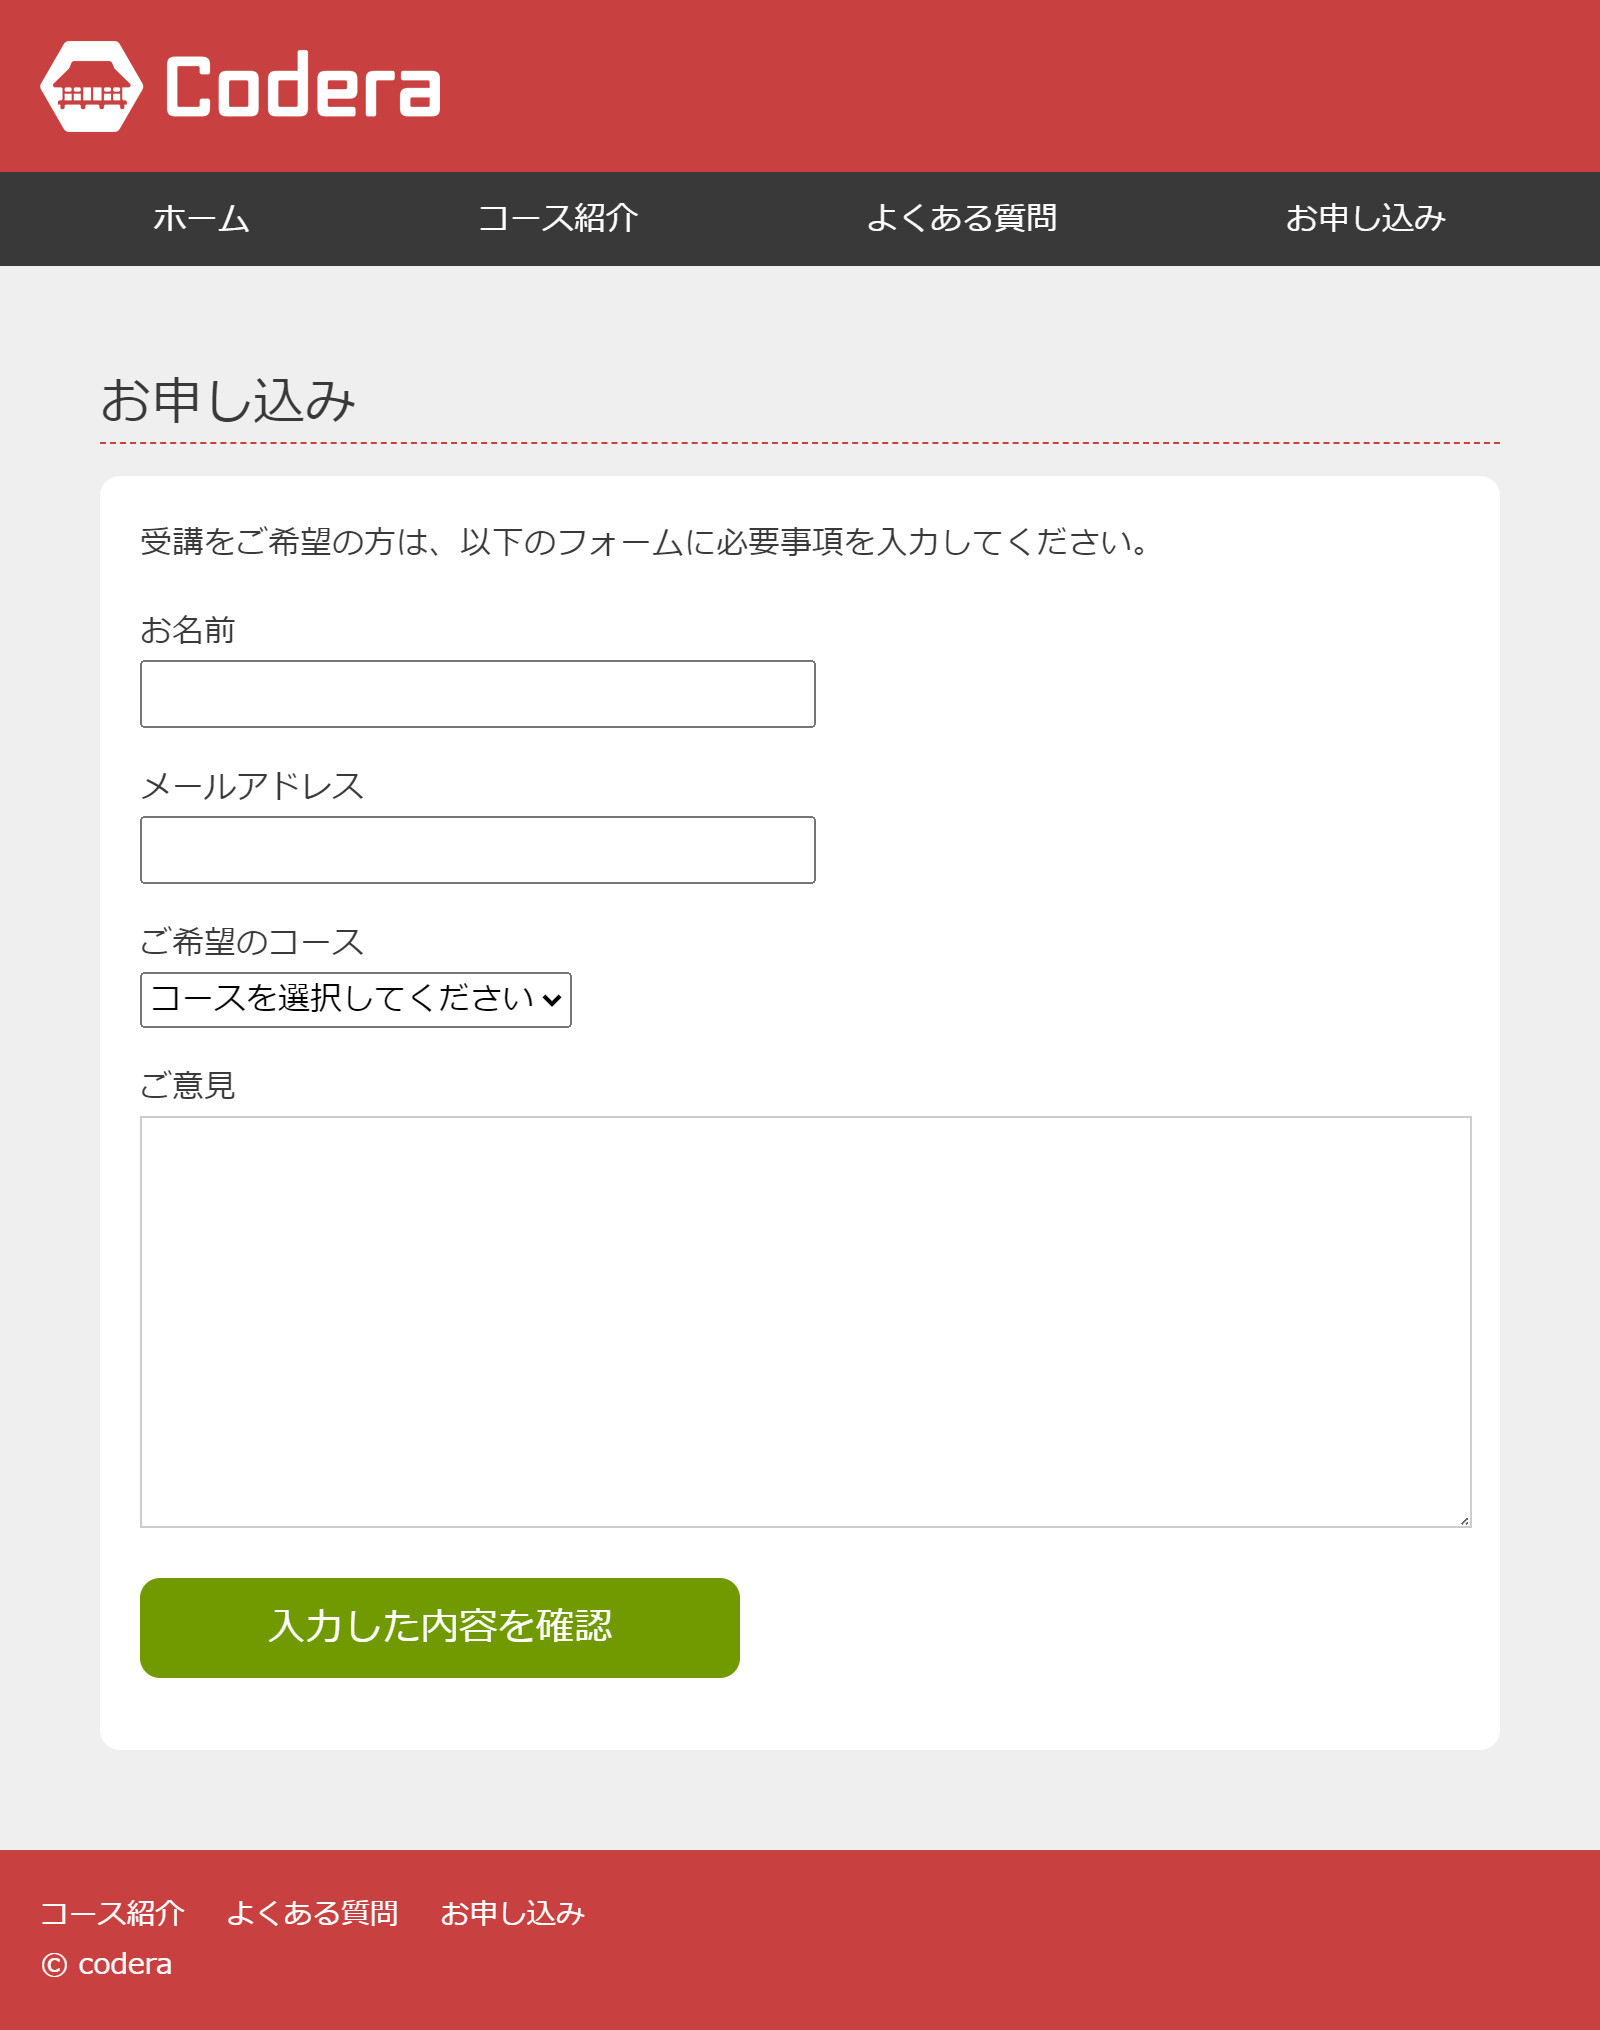 Codera
ホーム コース紹介 よくある質問 お申し込み
お申し込み
受講をご希望の方は、以下のフォームに必要事項を入力してください。
お名前
メールアドレス
ご希望のコース
コースを選択してください
ご意見
入力した内容を確認
コース紹介 よくある質問 お申し込み
© codera